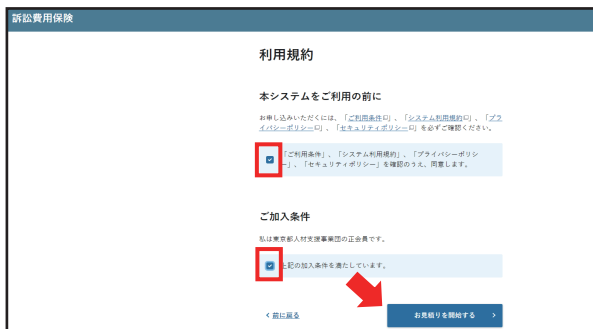 訴訟費用保険
利用規約
本システムをご利用の前に
お申し込みいただくには、「ご利用条件」、「システム利用規約」、「プラ
イバシーポリシー」、「セキュリティポリシー」を必ずご確認ください。
「ご利用条件」、「システム利用規約」、「プライバシーポリシ
ー」、「セキュリティポリシー」を確認のうえ、同意します。
ご加入条件
私は東京都人材支援事業団の正会員です。
上記の加入条件を満たしています。
< 前に戻る
お見積りを開始する >